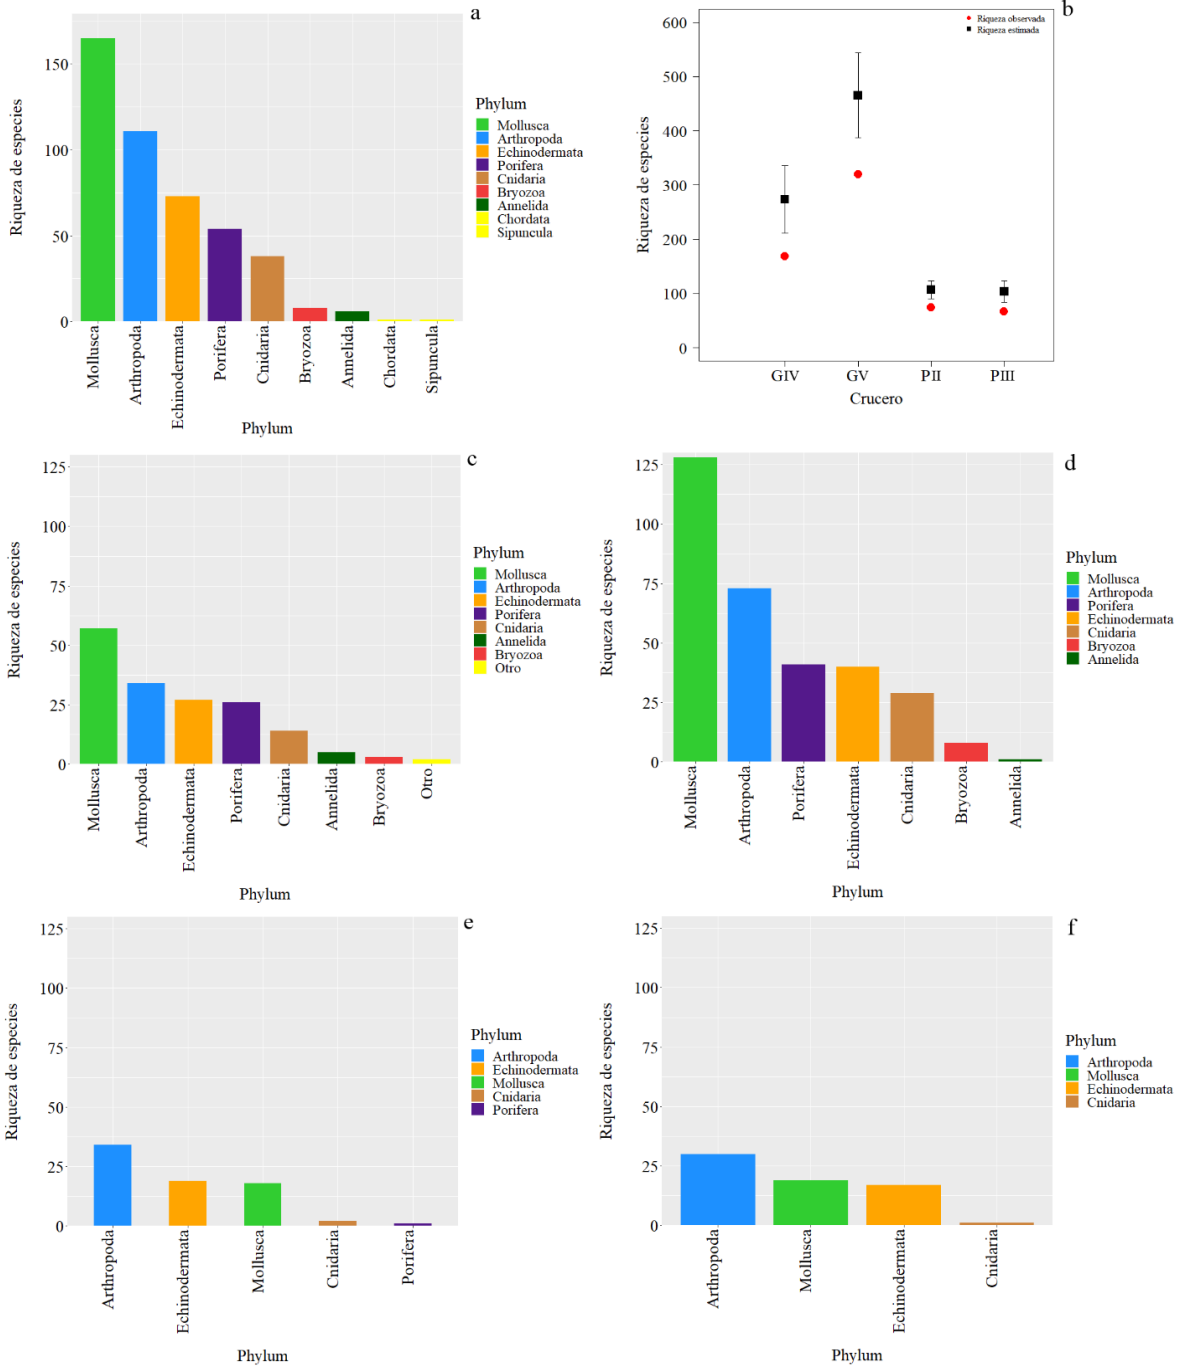 a
Riqueza de especies
150
100
50
0
Mollusca
Arthropoda
Echinodermata
Porifera
Cnidaria
Bryozoa
Annelida
Chordata
Sipuncula
Phylum
Phylum
Mollusca
Arthropoda
Echinodermata
Porifera
Cnidaria
Bryozoa
Annelida
Chordata
Sipuncula
b
Riqueza de especies
600
500
400
300
200
100
0
Riqueza observada
Riqueza estimada
GIV
GV
PII
PIII
Crucero
c
Riqueza de especies
125
100
75
50
25
0
Mollusca
Arthropoda
Echinodermata
Porifera
Cnidaria
Annelida
Bryozoa
Otro
Phylum
Phylum
Mollusca
Arthropoda
Echinodermata
Porifera
Cnidaria
Annelida
Bryozoa
Otro
d
Riqueza de especies
125
100
75
50
25
0
Mollusca
Arthropoda
Porifera
Echinodermata
Cnidaria
Bryozoa
Annelida
Phylum
Phylum
Mollusca
Arthropoda
Porifera
Echinodermata
Cnidaria
Bryozoa
Annelida
e
Riqueza de especies
125
100
75
50
25
0
Arthropoda
Echinodermata
Mollusca
Cnidaria
Porifera
Phylum
Phylum
Arthropoda
Echinodermata
Mollusca
Cnidaria
Porifera
f
Riqueza de especies
125
100
75
50
25
0
Arthropoda
Mollusca
Echinodermata
Cnidaria
Phylum
Phylum
Arthropoda
Mollusca
Echinodermata
Cnidaria